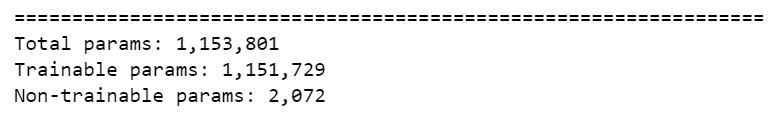 =================================================================
Total params: 1,153,801
Trainable params: 1,151,729
Non-trainable params: 2,072